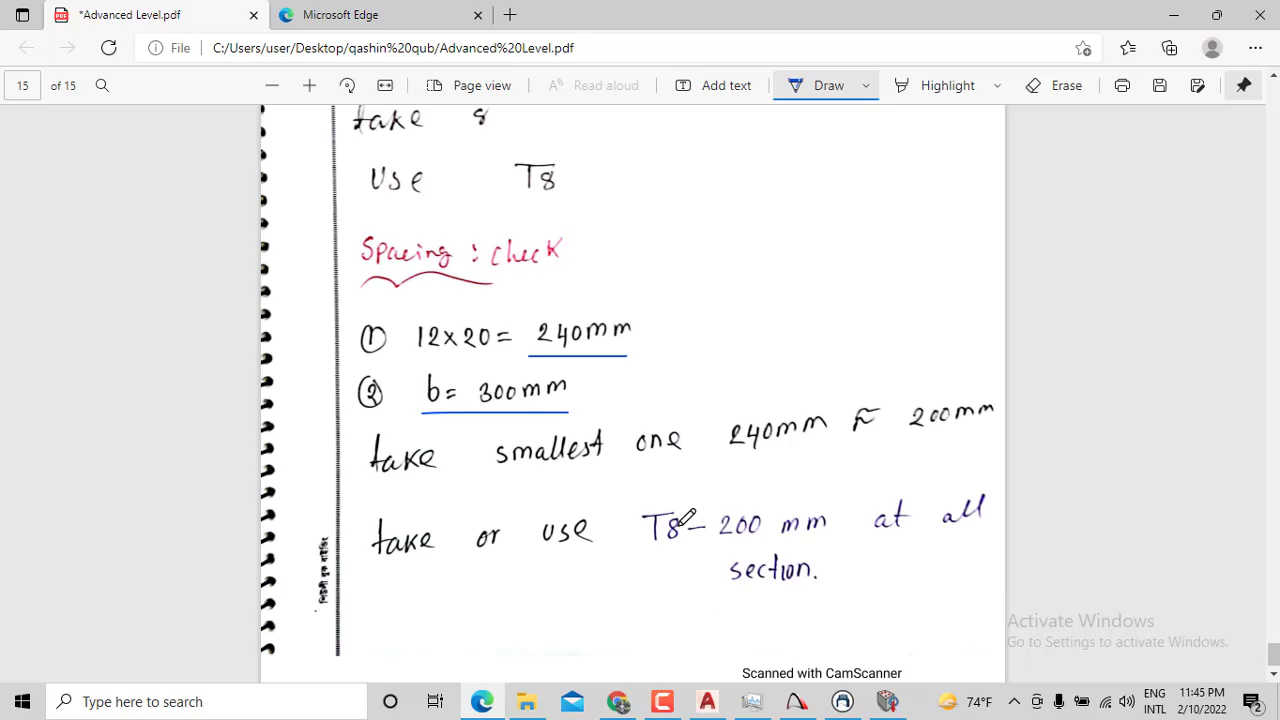 *Advanced Level.pdf
Microsoft Edge
File
C:/Users/user/Desktop/qashin%20qub/Advanced%20Level.pdf
15 of 15
Page view
Read aloud
Add text
Draw
Highlight
Erase
take 8
Use T8
Spacing : Check
① 12×20 = 240mm
② b= 300mm
take smallest one 240mm ≈ 200mm
take or use T8 - 200 mm at all
section.
Activate Windows
Go to Settings to activate Windows.
Scanned with CamScanner
Type here to search
74°F
ENG
INTL
11:45 PM
2/10/2022
2